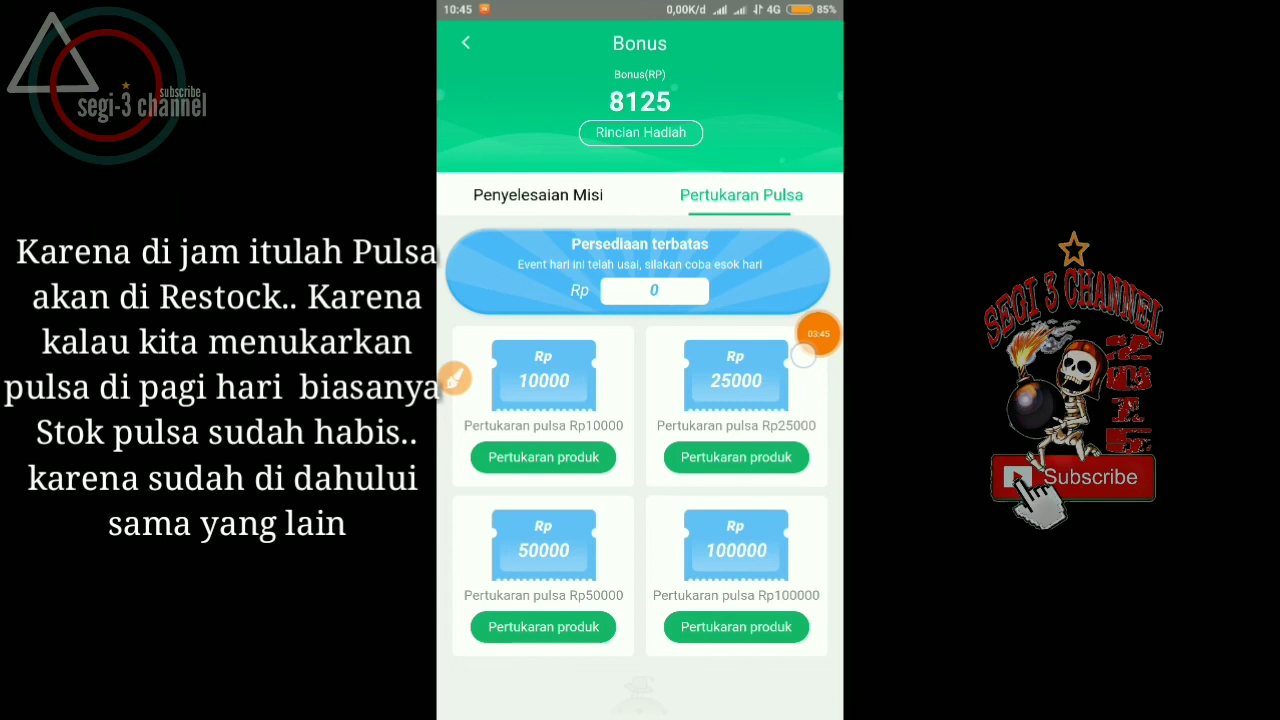 subscribe
segi-3 channel
Karena di jam itulah Pulsa
akan di Restock.. Karena
kalau kita menukarkan
pulsa di pagi hari biasanya
Stok pulsa sudah habis..
karena sudah di dahului
sama yang lain
10:45
0,00K/d
4G
85%
Bonus
Bonus(RP)
8125
Rincian Hadiah
Penyelesaian Misi
Pertukaran Pulsa
Persediaan terbatas
Event hari ini telah usai, silakan coba esok hari
Rp 0
03:45
Rp
10000
Pertukaran pulsa Rp10000
Pertukaran produk
Rp
25000
Pertukaran pulsa Rp25000
Pertukaran produk
Rp
50000
Pertukaran pulsa Rp50000
Pertukaran produk
Rp
100000
Pertukaran pulsa Rp100000
Pertukaran produk
SEGI 3 CHANNEL
Subscribe